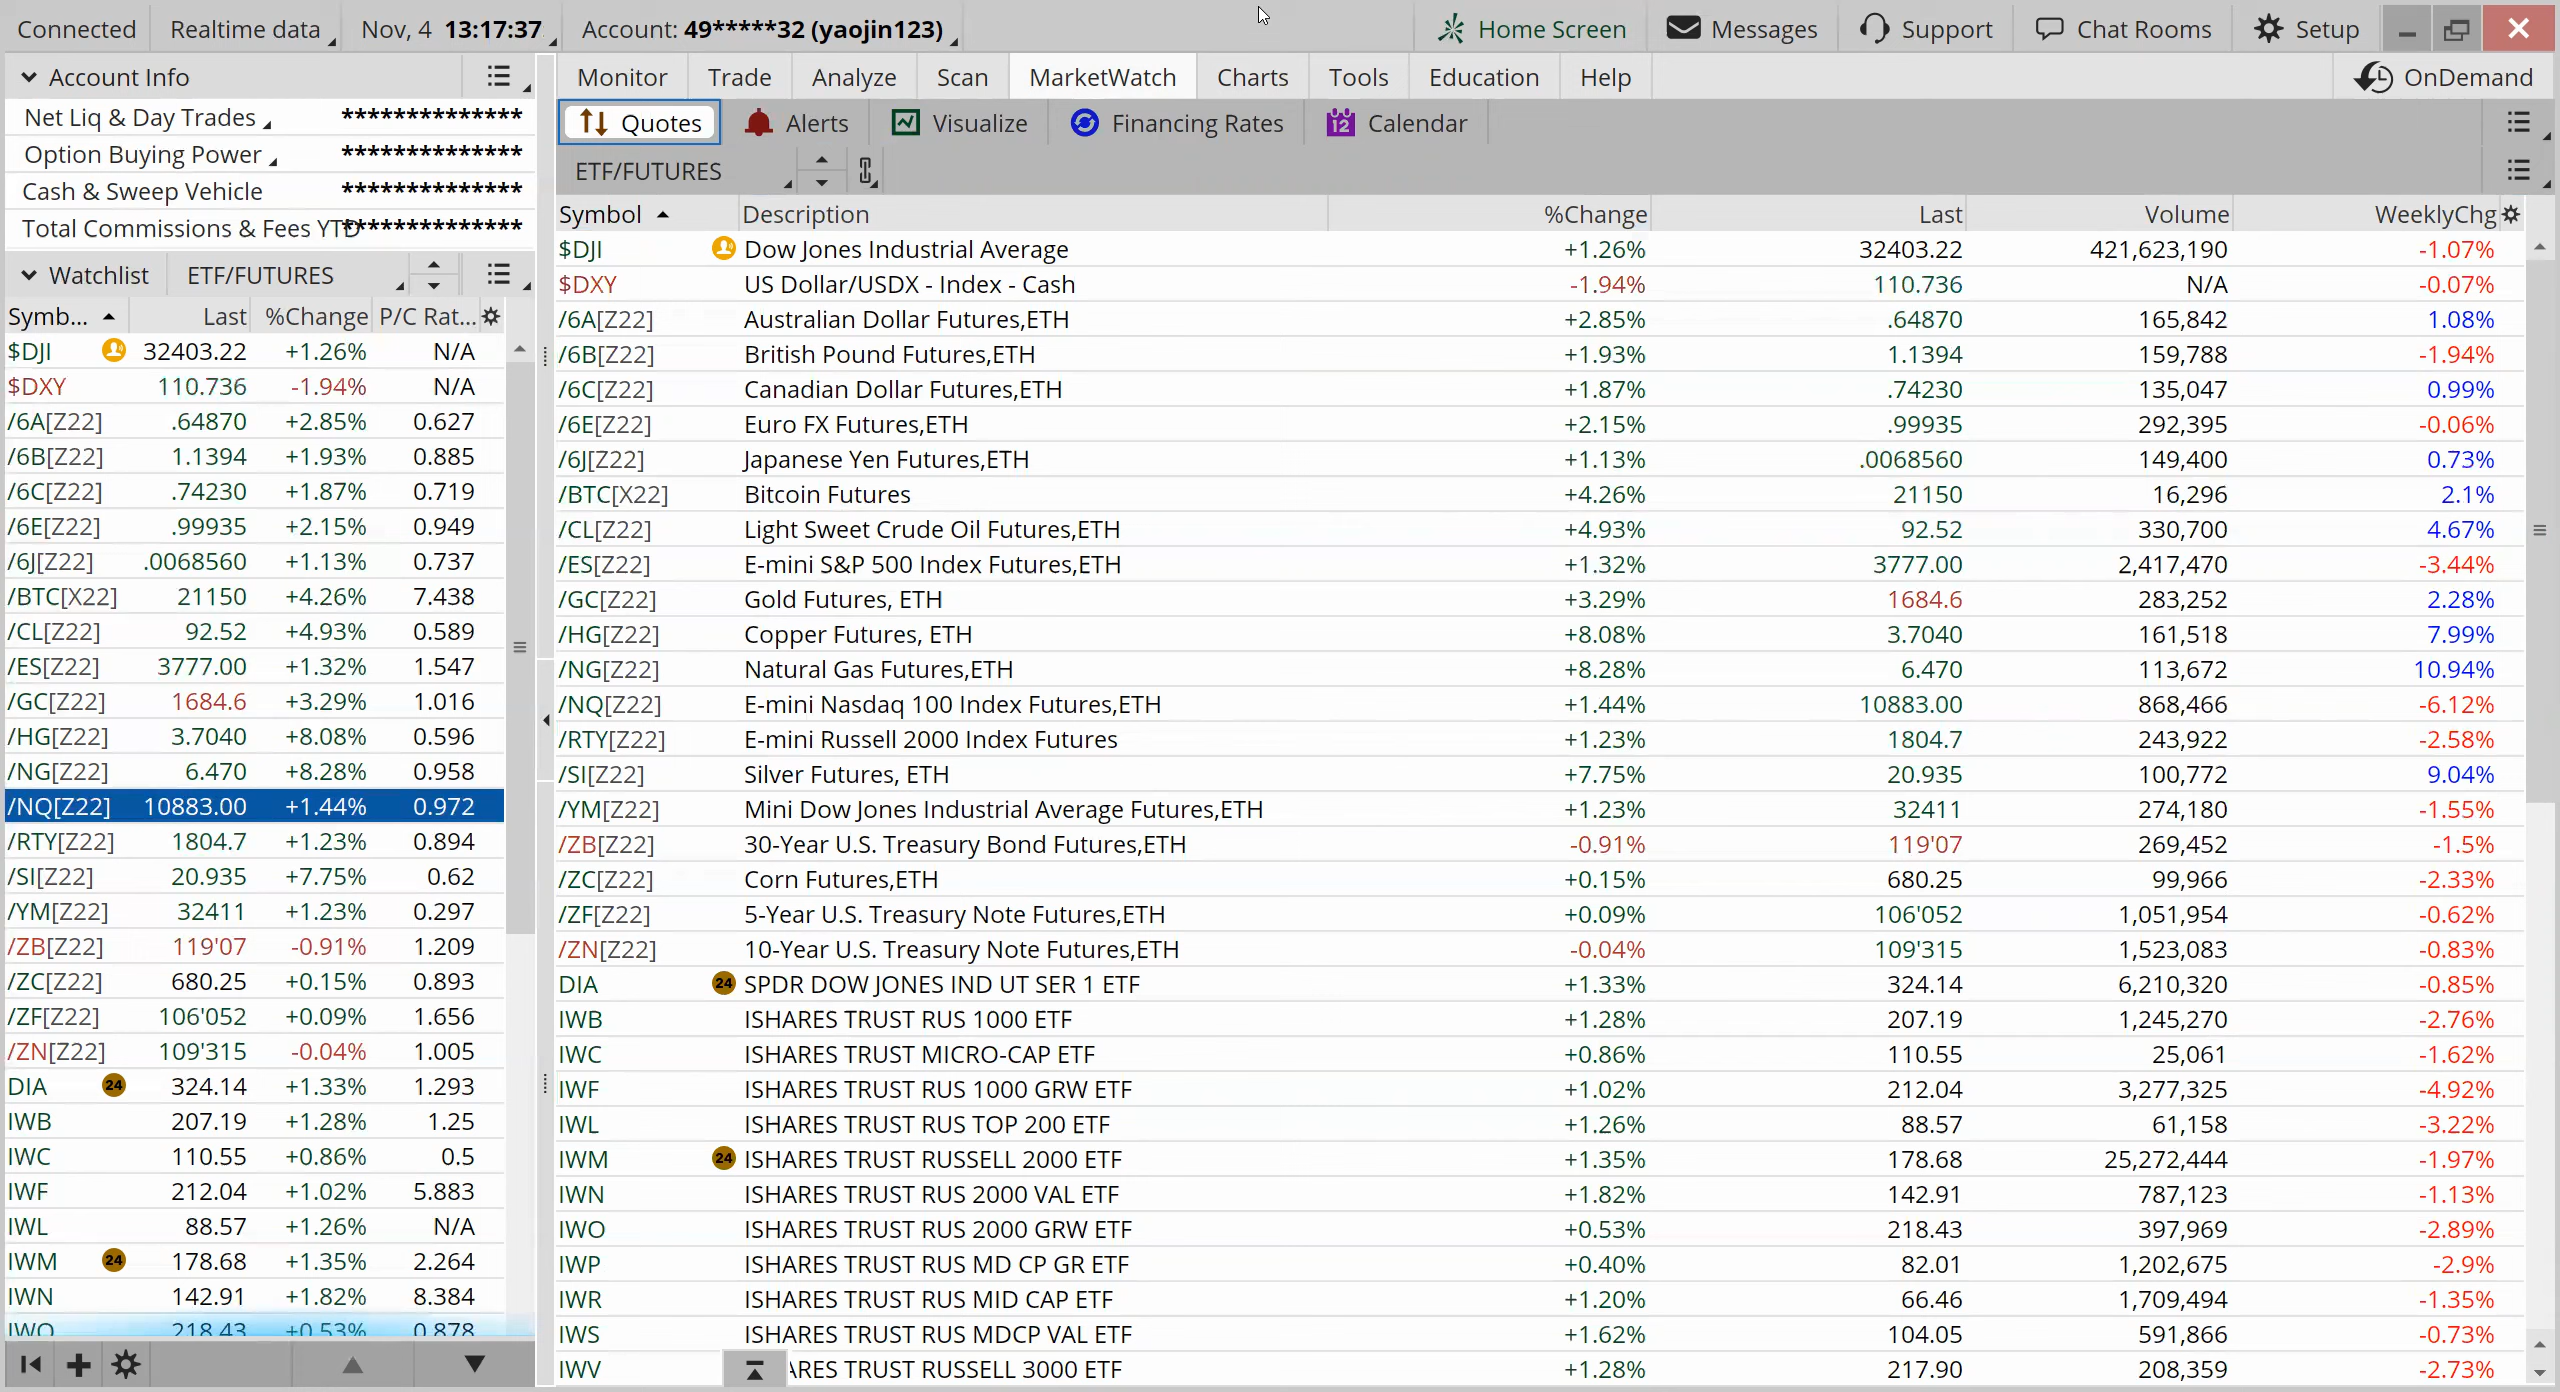 Connected Realtime data Nov, 4 13:17:37 Account: 49*****32 (yaojin123) Home Screen Messages Support Chat Rooms Setup
Account Info
Net Liq & Day Trades **************
Option Buying Power **************
Cash & Sweep Vehicle **************
Total Commissions & Fees YTD **************
Watchlist ETF/FUTURES
Symb... Last %Change P/C Rat...
$DJI 32403.22 +1.26% N/A
$DXY 110.736 -1.94% N/A
/6A[Z22] .64870 +2.85% 0.627
/6B[Z22] 1.1394 +1.93% 0.885
/6C[Z22] .74230 +1.87% 0.719
/6E[Z22] .99935 +2.15% 0.949
/6J[Z22] .0068560 +1.13% 0.737
/BTC[X22] 21150 +4.26% 7.438
/CL[Z22] 92.52 +4.93% 0.589
/ES[Z22] 3777.00 +1.32% 1.547
/GC[Z22] 1684.6 +3.29% 1.016
/HG[Z22] 3.7040 +8.08% 0.596
/NG[Z22] 6.470 +8.28% 0.958
/NQ[Z22] 10883.00 +1.44% 0.972
/RTY[Z22] 1804.7 +1.23% 0.894
/SI[Z22] 20.935 +7.75% 0.62
/YM[Z22] 32411 +1.23% 0.297
/ZB[Z22] 119'07 -0.91% 1.209
/ZC[Z22] 680.25 +0.15% 0.893
/ZF[Z22] 106'052 +0.09% 1.656
/ZN[Z22] 109'315 -0.04% 1.005
DIA 24 324.14 +1.33% 1.293
IWB 207.19 +1.28% 1.25
IWC 110.55 +0.86% 0.5
IWF 212.04 +1.02% 5.883
IWL 88.57 +1.26% N/A
IWM 24 178.68 +1.35% 2.264
IWN 142.91 +1.82% 8.384
IWO 218.43 +0.53% 0.878
Monitor Trade Analyze Scan MarketWatch Charts Tools Education Help OnDemand
Quotes Alerts Visualize Financing Rates 12 Calendar
ETF/FUTURES
Symbol Description %Change Last Volume WeeklyChg
$DJI Dow Jones Industrial Average +1.26% 32403.22 421,623,190 -1.07%
$DXY US Dollar/USDX - Index - Cash -1.94% 110.736 N/A -0.07%
/6A[Z22] Australian Dollar Futures,ETH +2.85% .64870 165,842 1.08%
/6B[Z22] British Pound Futures,ETH +1.93% 1.1394 159,788 -1.94%
/6C[Z22] Canadian Dollar Futures,ETH +1.87% .74230 135,047 0.99%
/6E[Z22] Euro FX Futures,ETH +2.15% .99935 292,395 -0.06%
/6J[Z22] Japanese Yen Futures,ETH +1.13% .0068560 149,400 0.73%
/BTC[X22] Bitcoin Futures +4.26% 21150 16,296 2.1%
/CL[Z22] Light Sweet Crude Oil Futures,ETH +4.93% 92.52 330,700 4.67%
/ES[Z22] E-mini S&P 500 Index Futures,ETH +1.32% 3777.00 2,417,470 -3.44%
/GC[Z22] Gold Futures, ETH +3.29% 1684.6 283,252 2.28%
/HG[Z22] Copper Futures, ETH +8.08% 3.7040 161,518 7.99%
/NG[Z22] Natural Gas Futures,ETH +8.28% 6.470 113,672 10.94%
/NQ[Z22] E-mini Nasdaq 100 Index Futures,ETH +1.44% 10883.00 868,466 -6.12%
/RTY[Z22] E-mini Russell 2000 Index Futures +1.23% 1804.7 243,922 -2.58%
/SI[Z22] Silver Futures, ETH +7.75% 20.935 100,772 9.04%
/YM[Z22] Mini Dow Jones Industrial Average Futures,ETH +1.23% 32411 274,180 -1.55%
/ZB[Z22] 30-Year U.S. Treasury Bond Futures,ETH -0.91% 119'07 269,452 -1.5%
/ZC[Z22] Corn Futures,ETH +0.15% 680.25 99,966 -2.33%
/ZF[Z22] 5-Year U.S. Treasury Note Futures,ETH +0.09% 106'052 1,051,954 -0.62%
/ZN[Z22] 10-Year U.S. Treasury Note Futures,ETH -0.04% 109'315 1,523,083 -0.83%
DIA 24 SPDR DOW JONES IND UT SER 1 ETF +1.33% 324.14 6,210,320 -0.85%
IWB ISHARES TRUST RUS 1000 ETF +1.28% 207.19 1,245,270 -2.76%
IWC ISHARES TRUST MICRO-CAP ETF +0.86% 110.55 25,061 -1.62%
IWF ISHARES TRUST RUS 1000 GRW ETF +1.02% 212.04 3,277,325 -4.92%
IWL ISHARES TRUST RUS TOP 200 ETF +1.26% 88.57 61,158 -3.22%
IWM 24 ISHARES TRUST RUSSELL 2000 ETF +1.35% 178.68 25,272,444 -1.97%
IWN ISHARES TRUST RUS 2000 VAL ETF +1.82% 142.91 787,123 -1.13%
IWO ISHARES TRUST RUS 2000 GRW ETF +0.53% 218.43 397,969 -2.89%
IWP ISHARES TRUST RUS MD CP GR ETF +0.40% 82.01 1,202,675 -2.9%
IWR ISHARES TRUST RUS MID CAP ETF +1.20% 66.46 1,709,494 -1.35%
IWS ISHARES TRUST RUS MDCP VAL ETF +1.62% 104.05 591,866 -0.73%
IWV ARES TRUST RUSSELL 3000 ETF +1.28% 217.90 208,359 -2.73%